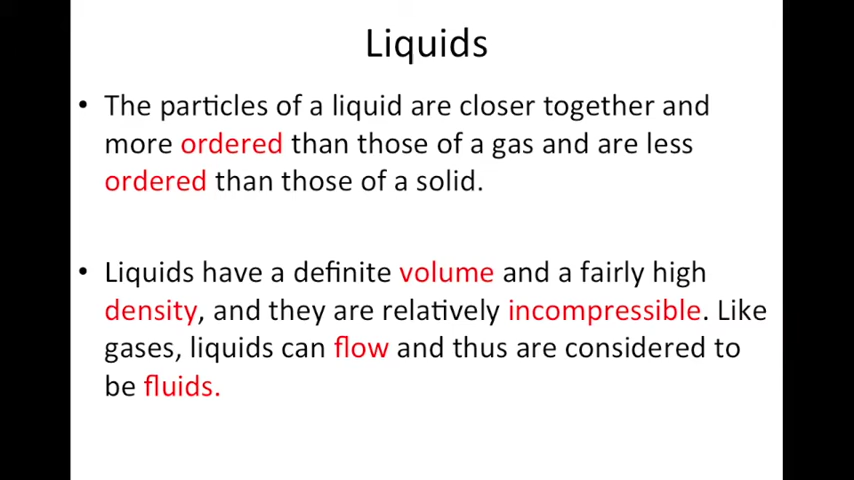 Liquids
• The particles of a liquid are closer together and
more ordered than those of a gas and are less
ordered than those of a solid.
• Liquids have a definite volume and a fairly high
density, and they are relatively incompressible. Like
gases, liquids can flow and thus are considered to
be fluids.